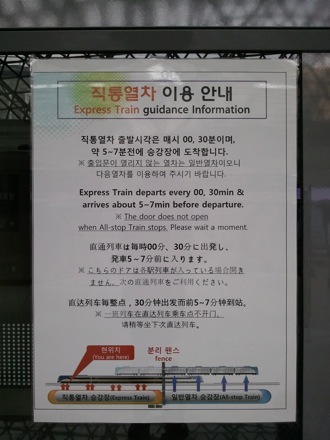 직통열차 이용 안내
Express Train guidance Information
직통열차 출발시각은 매시 00, 30분이며,
약 5~7분전에 승강장에 도착합니다.
※ 출입문이 열리지 않는 열차는 일반열차이오니
다음열차를 이용하여 주시기 바랍니다.
Express Train departs every 00, 30min &
arrives about 5~7min before departure.
※ The door does not open
when All-stop Train stops. Please wait a moment.
直通列車は毎時00分、30分に出発し、
発車5~7分前に入ります。
※ こちらのドアは各駅列車が入っている場合開き
ません。次の直通列車をご利用ください。
直达列车每整点, 30分钟出发而前5~7分钟到站。
※ 一班列车在直达列车乘车点不开门,
请稍等坐下次直达列车。
현위치
(You are here)
분리 펜스
fence
직통열차 승강장(Express Train)
일반열차 승강장(All-stop Train)